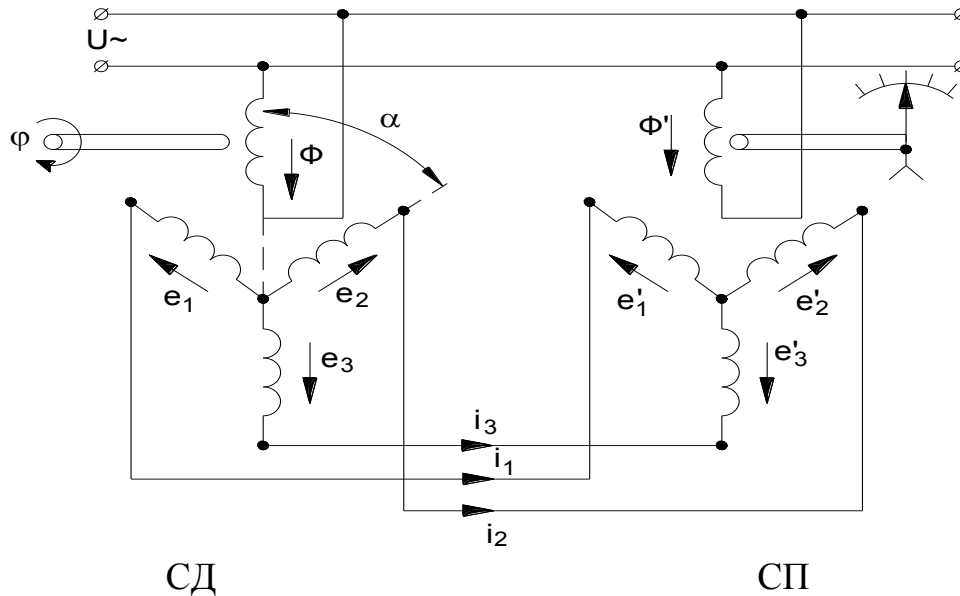 U~
φ
Φ
α
Φ'
e₁
e₂
e'₁
e'₂
e₃
e'₃
i₃
i₁
i₂
СД
СП